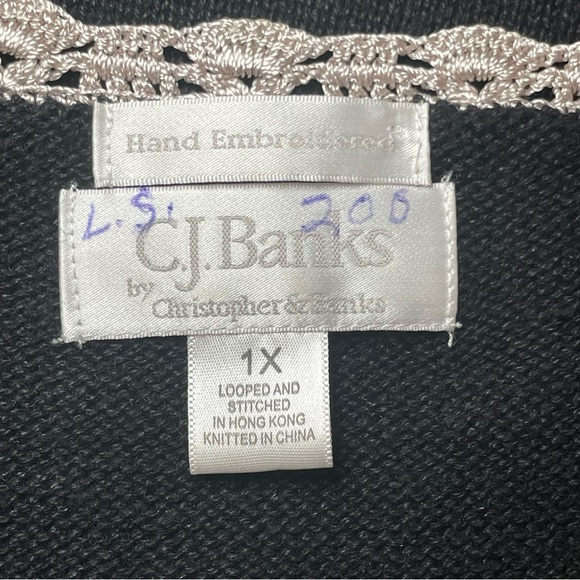 Hand Embroidered
L.S. 200
C.J. Banks
by Christopher & Banks
1X
LOOPED AND
STITCHED
IN HONG KONG
KNITTED IN CHINA